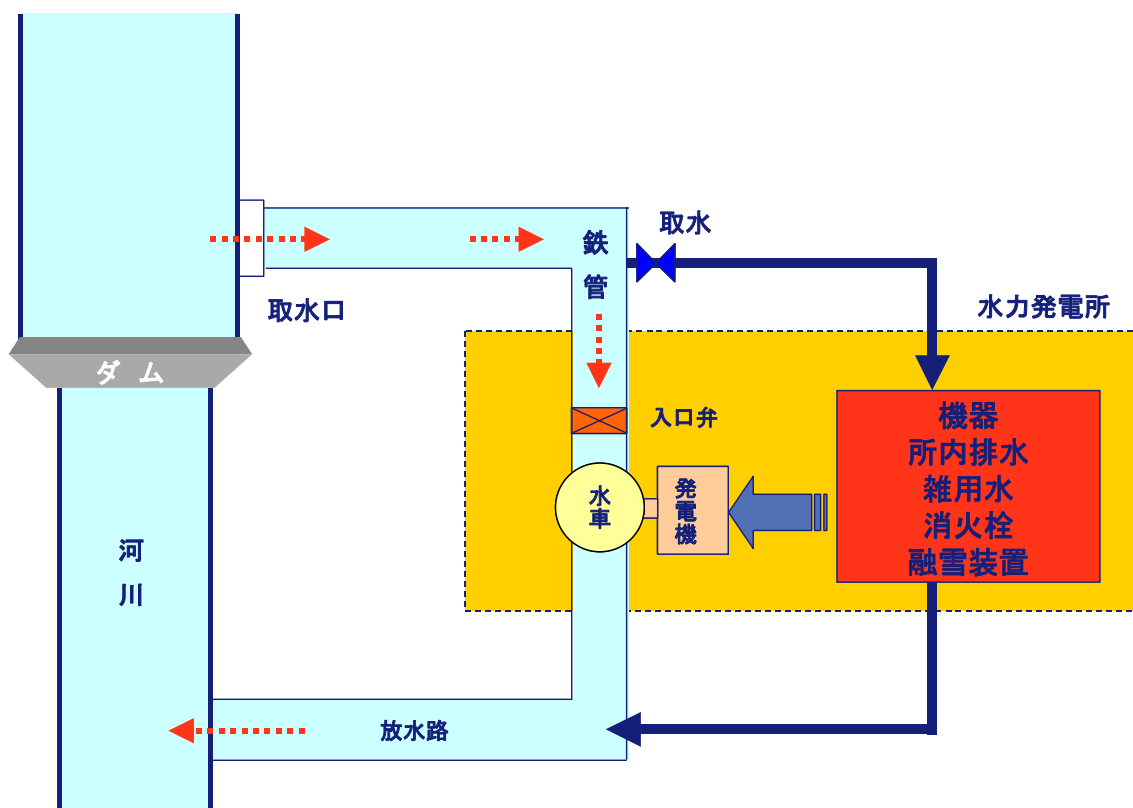 取水
鉄管
取水口
水力発電所
ダム
入口弁
機器
所内排水
雑用水
消火栓
融雪装置
水車
発電機
河川
放水路